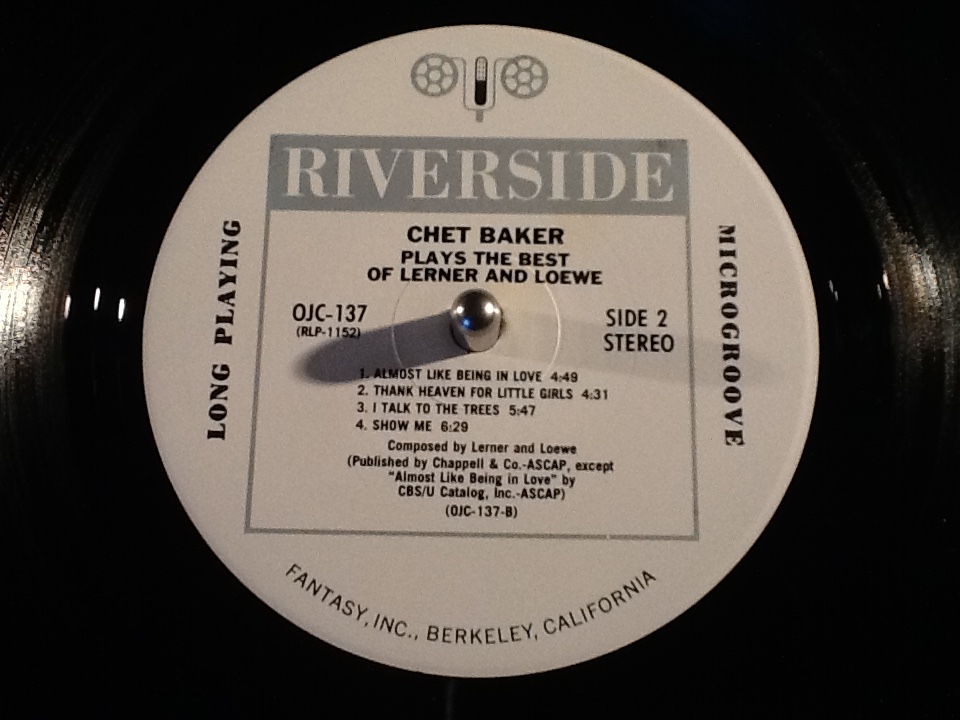 RIVERSIDE
CHET BAKER
PLAYS THE BEST
OF LERNER AND LOEWE
OJC-137
(RLP-1152)
SIDE 2
STEREO
LONG PLAYING
MICROGROOVE
1. ALMOST LIKE BEING IN LOVE 4:49
2. THANK HEAVEN FOR LITTLE GIRLS 4:31
3. I TALK TO THE TREES 5:47
4. SHOW ME 6:29
Composed by Lerner and Loewe
(Published by Chappell & Co.-ASCAP, except
"Almost Like Being in Love" by
CBS/U Catalog, Inc.-ASCAP)
(OJC-137-B)
FANTASY, INC., BERKELEY, CALIFORNIA